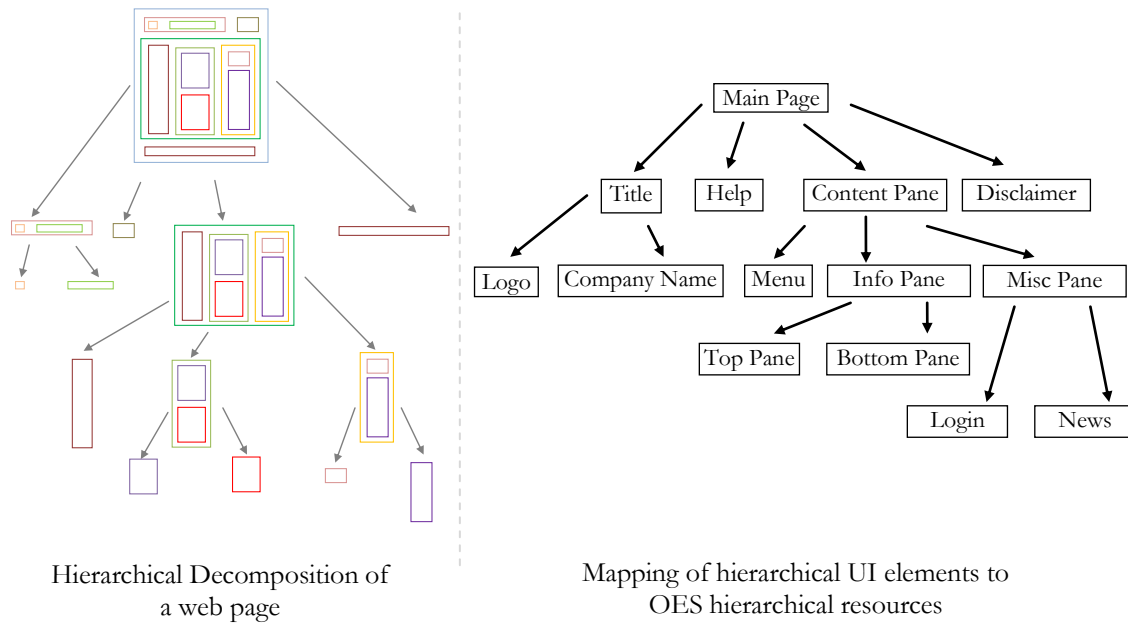 Main Page
Title
Help
Content Pane
Disclaimer
Logo
Company Name
Menu
Info Pane
Misc Pane
Top Pane
Bottom Pane
Login
News
Hierarchical Decomposition of
a web page
Mapping of hierarchical UI elements to
OES hierarchical resources